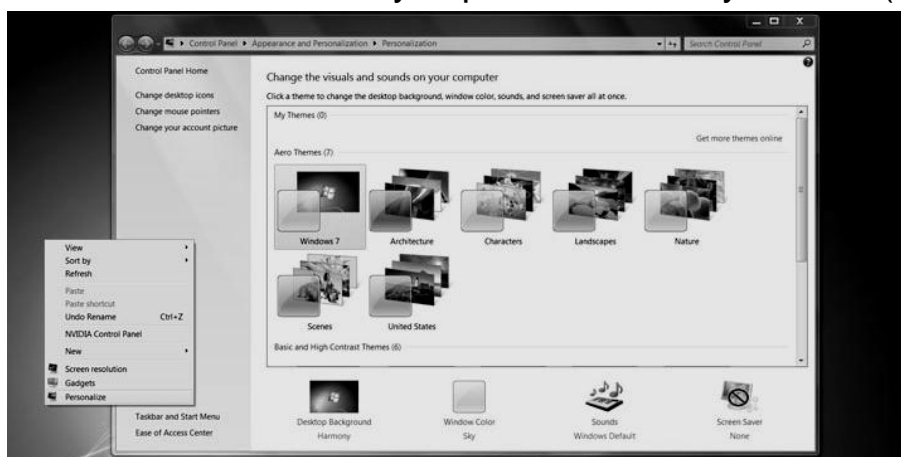 Control Panel ▸ Appearance and Personalization ▸ Personalization
Search Control Panel
Control Panel Home
Change desktop icons
Change mouse pointers
Change your account picture
Change the visuals and sounds on your computer
Click a theme to change the desktop background, window color, sounds, and screen saver all at once.
My Themes (0)
Get more themes online
Aero Themes (7)
Windows 7 Architecture Characters Landscapes Nature
Scenes United States
Basic and High Contrast Themes (6)
View
Sort by
Refresh
Paste
Paste shortcut
Undo Rename Ctrl+Z
NVIDIA Control Panel
New
Screen resolution
Gadgets
Personalize
Taskbar and Start Menu
Ease of Access Center
Desktop Background Window Color Sounds Screen Saver
Harmony Sky Windows Default None